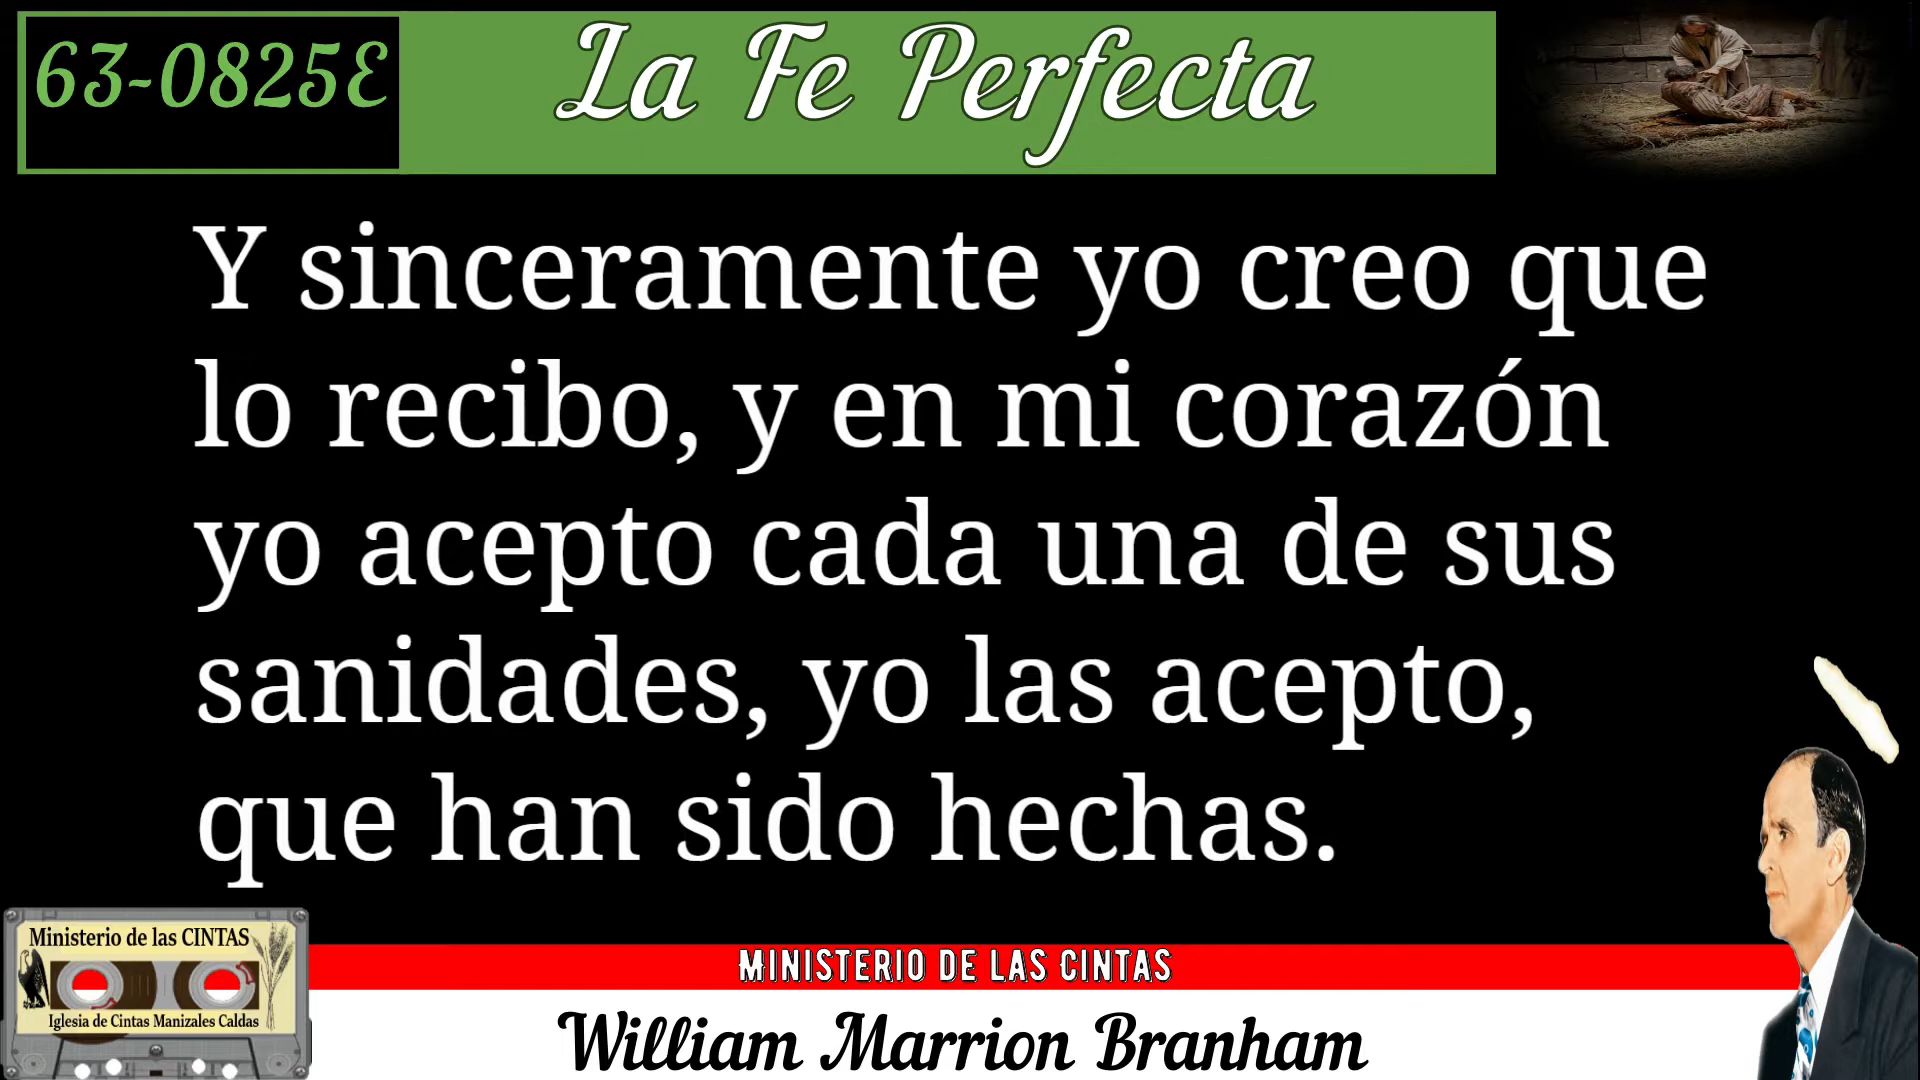 63-0825E
La Fe Perfecta
Y sinceramente yo creo que
lo recibo, y en mi corazón
yo acepto cada una de sus
sanidades, yo las acepto,
que han sido hechas.
Ministerio de las CINTAS
Iglesia de Cintas Manizales Caldas
MINISTERIO DE LAS CINTAS
William Marrion Branham